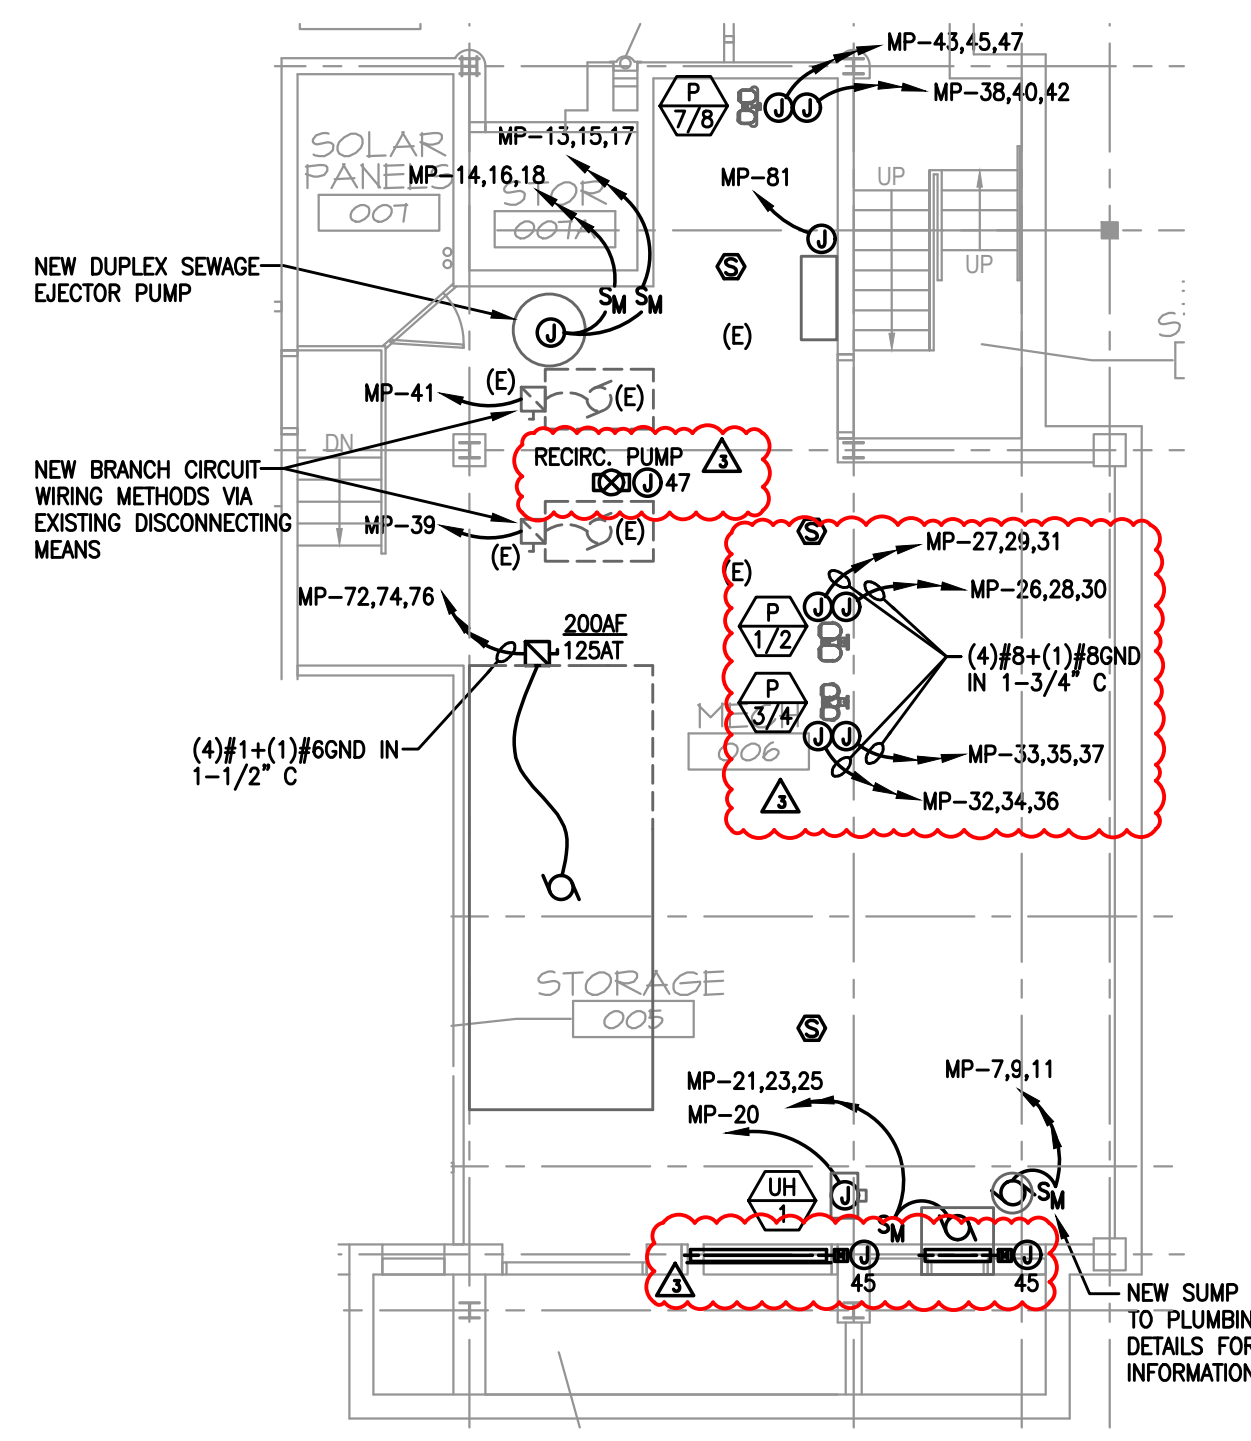 MP-43,45,47
MP-38,40,42
P
7/8
J
J
SOLAR
PANELS
007
MP-13,15,17
MP-14,16,18
STOR
007A
MP-81
J
UP
UP
NEW DUPLEX SEWAGE
EJECTOR PUMP
S
SM
SM
J
(E)
S
MP-41
(E)
(E)
DN
RECIRC. PUMP
3
J
47
NEW BRANCH CIRCUIT
WIRING METHODS VIA
EXISTING DISCONNECTING
MEANS
MP-39
(E)
(E)
S
(E)
MP-27,29,31
MP-26,28,30
J
J
P
1/2
MP-72,74,76
200AF
125AT
(4)#8+(1)#8GND
IN 1-3/4" C
P
3/4
MECH
006
J
J
MP-33,35,37
MP-32,34,36
3
(4)#1+(1)#6GND IN
1-1/2" C
STORAGE
005
S
MP-21,23,25
MP-20
MP-7,9,11
UH
1
J
SM
SM
J
45
J
45
3
NEW SUMP
TO PLUMBIN
DETAILS FOR
INFORMATION